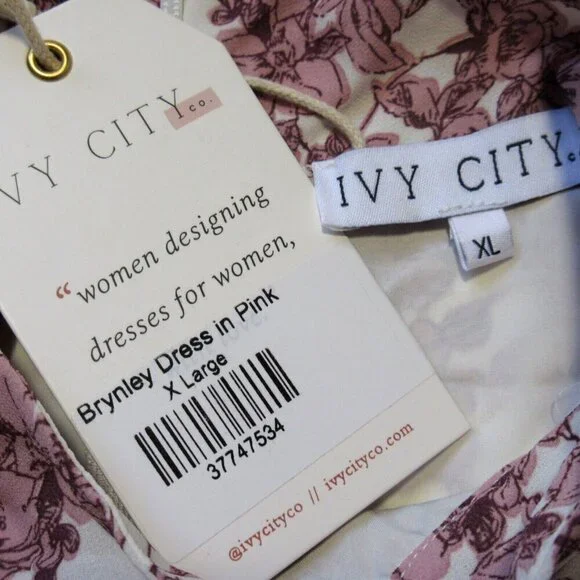 IVY CITY
co.
“women designing
dresses for women,
Brynley Dress in Pink
X Large
37747534
@ivycityco // ivycityco.com
IVY CITY
XL